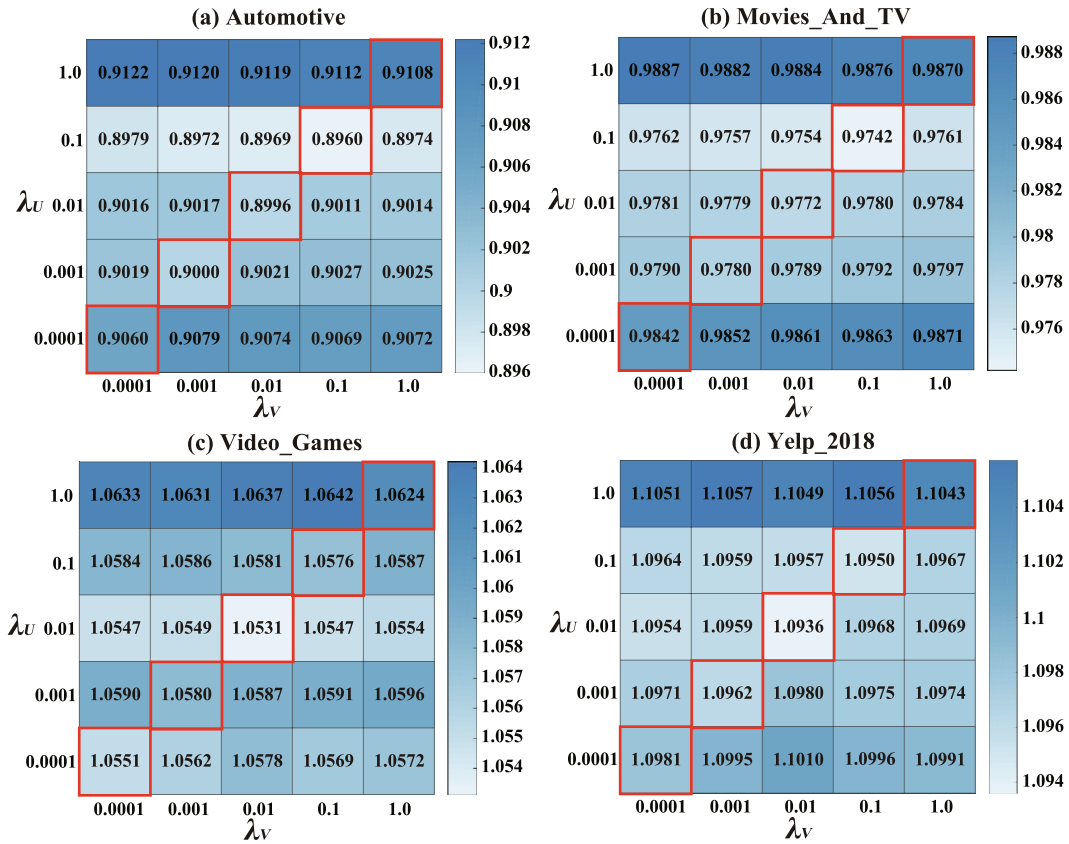 (a) Automotive
1.0 0.9122 0.9120 0.9119 0.9112 0.9108
0.1 0.8979 0.8972 0.8969 0.8960 0.8974
λU 0.01 0.9016 0.9017 0.8996 0.9011 0.9014
0.001 0.9019 0.9000 0.9021 0.9027 0.9025
0.0001 0.9060 0.9079 0.9074 0.9069 0.9072
0.0001 0.001 0.01 0.1 1.0
λV
0.912
0.91
0.908
0.906
0.904
0.902
0.9
0.898
0.896
(b) Movies_And_TV
1.0 0.9887 0.9882 0.9884 0.9876 0.9870
0.1 0.9762 0.9757 0.9754 0.9742 0.9761
λU 0.01 0.9781 0.9779 0.9772 0.9780 0.9784
0.001 0.9790 0.9780 0.9789 0.9792 0.9797
0.0001 0.9842 0.9852 0.9861 0.9863 0.9871
0.0001 0.001 0.01 0.1 1.0
λV
0.988
0.986
0.984
0.982
0.98
0.978
0.976
(c) Video_Games
1.0 1.0633 1.0631 1.0637 1.0642 1.0624
0.1 1.0584 1.0586 1.0581 1.0576 1.0587
λU 0.01 1.0547 1.0549 1.0531 1.0547 1.0554
0.001 1.0590 1.0580 1.0587 1.0591 1.0596
0.0001 1.0551 1.0562 1.0578 1.0569 1.0572
0.0001 0.001 0.01 0.1 1.0
λV
1.064
1.063
1.062
1.061
1.06
1.059
1.058
1.057
1.056
1.055
1.054
(d) Yelp_2018
1.0 1.1051 1.1057 1.1049 1.1056 1.1043
0.1 1.0964 1.0959 1.0957 1.0950 1.0967
λU 0.01 1.0954 1.0959 1.0936 1.0968 1.0969
0.001 1.0971 1.0962 1.0980 1.0975 1.0974
0.0001 1.0981 1.0995 1.1010 1.0996 1.0991
0.0001 0.001 0.01 0.1 1.0
λV
1.104
1.102
1.1
1.098
1.096
1.094